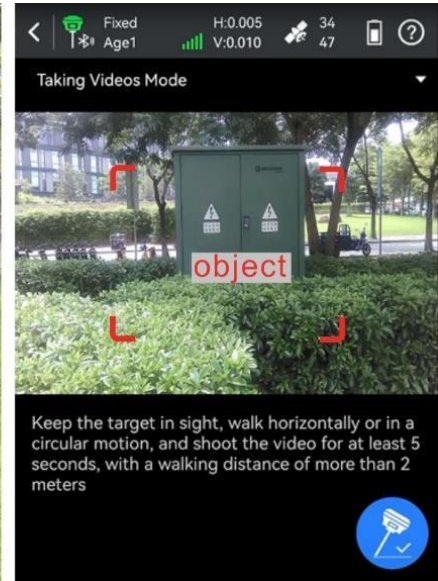 Fixed
Age1
H:0.005
V:0.010
34
47
Taking Videos Mode
object
Keep the target in sight, walk horizontally or in a
circular motion, and shoot the video for at least 5
seconds, with a walking distance of more than 2
meters